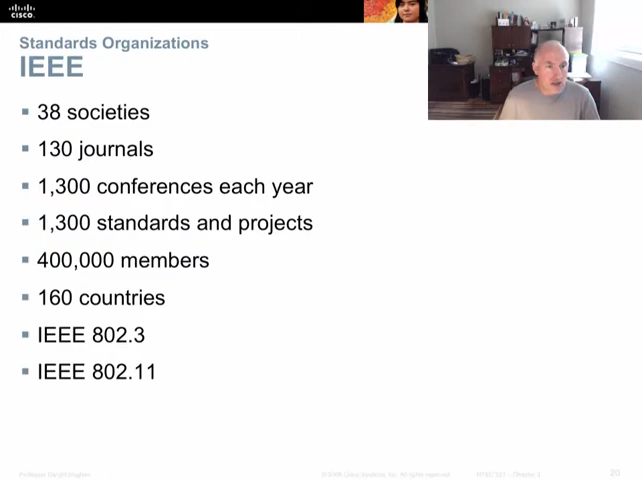 CISCO.
Standards Organizations
IEEE
38 societies
130 journals
1,300 conferences each year
1,300 standards and projects
400,000 members
160 countries
IEEE 802.3
IEEE 802.11
20